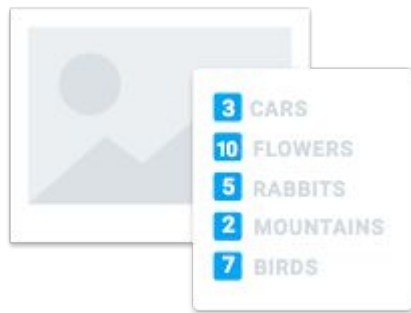 3 CARS
10 FLOWERS
5 RABBITS
2 MOUNTAINS
7 BIRDS